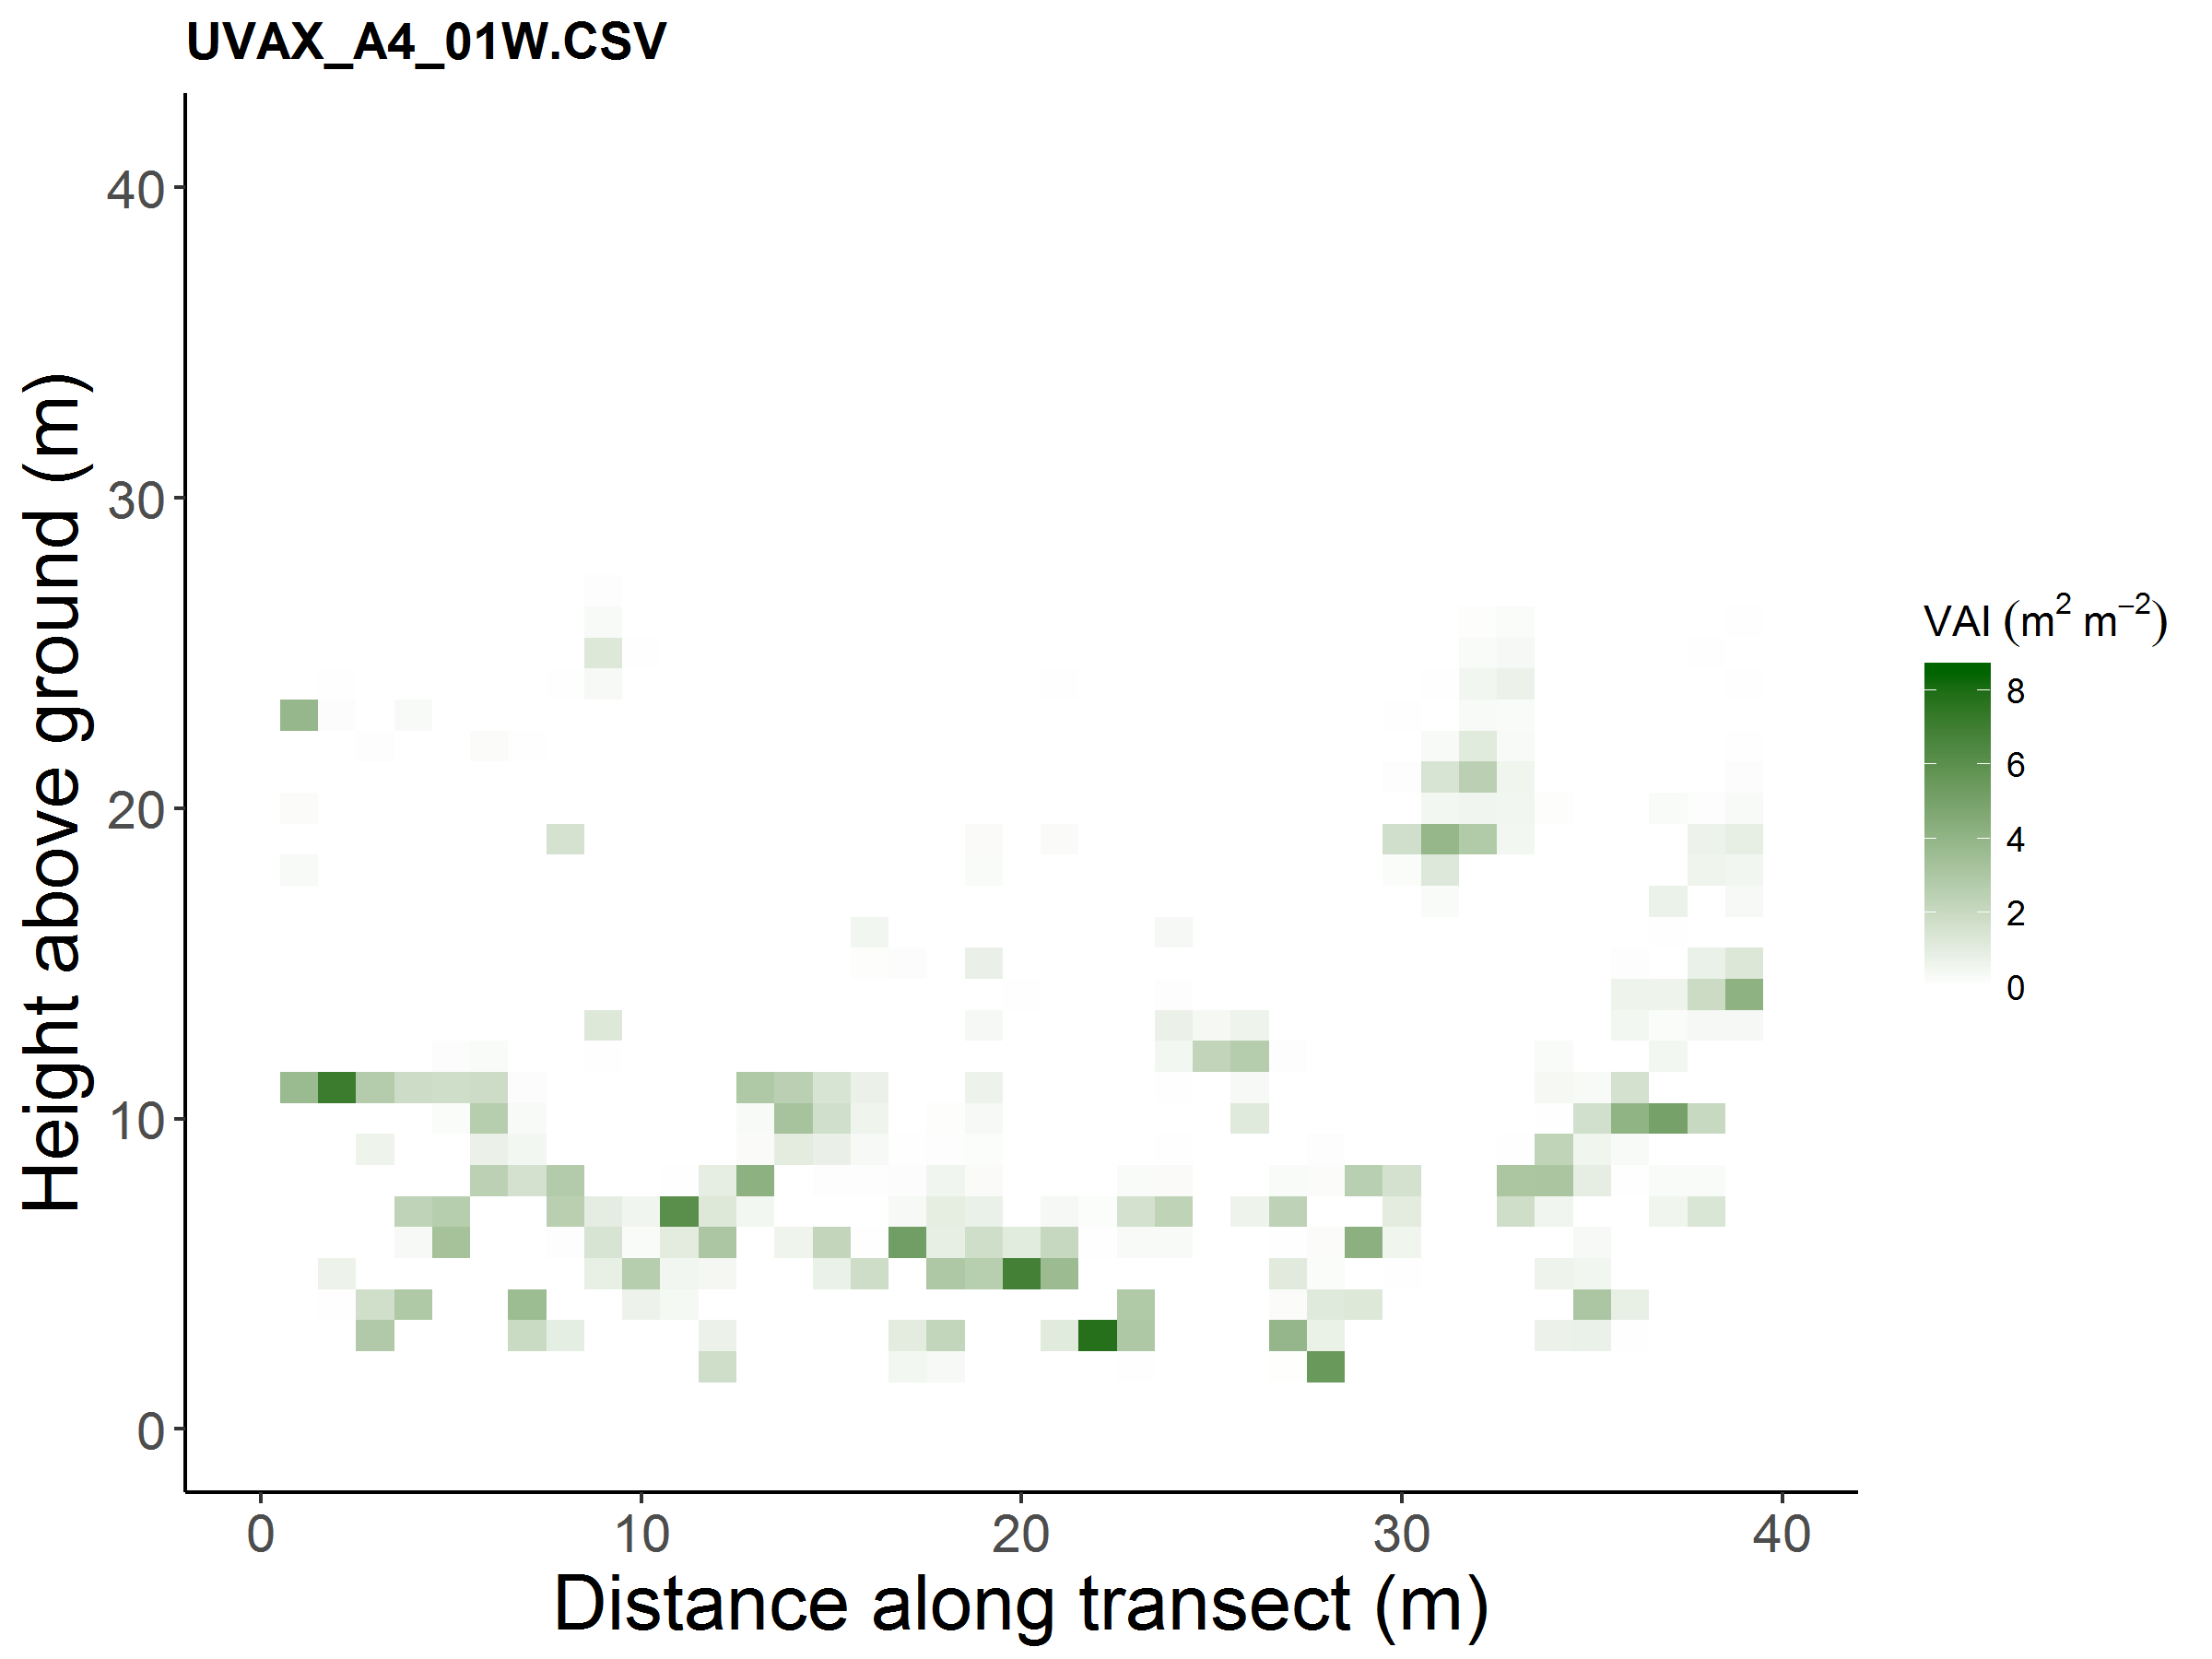 UVAX_A4_01W.CSV
Height above ground (m)
40
30
20
10
0
0 10 20 30 40
Distance along transect (m)
VAI (m² m⁻²)
8
6
4
2
0